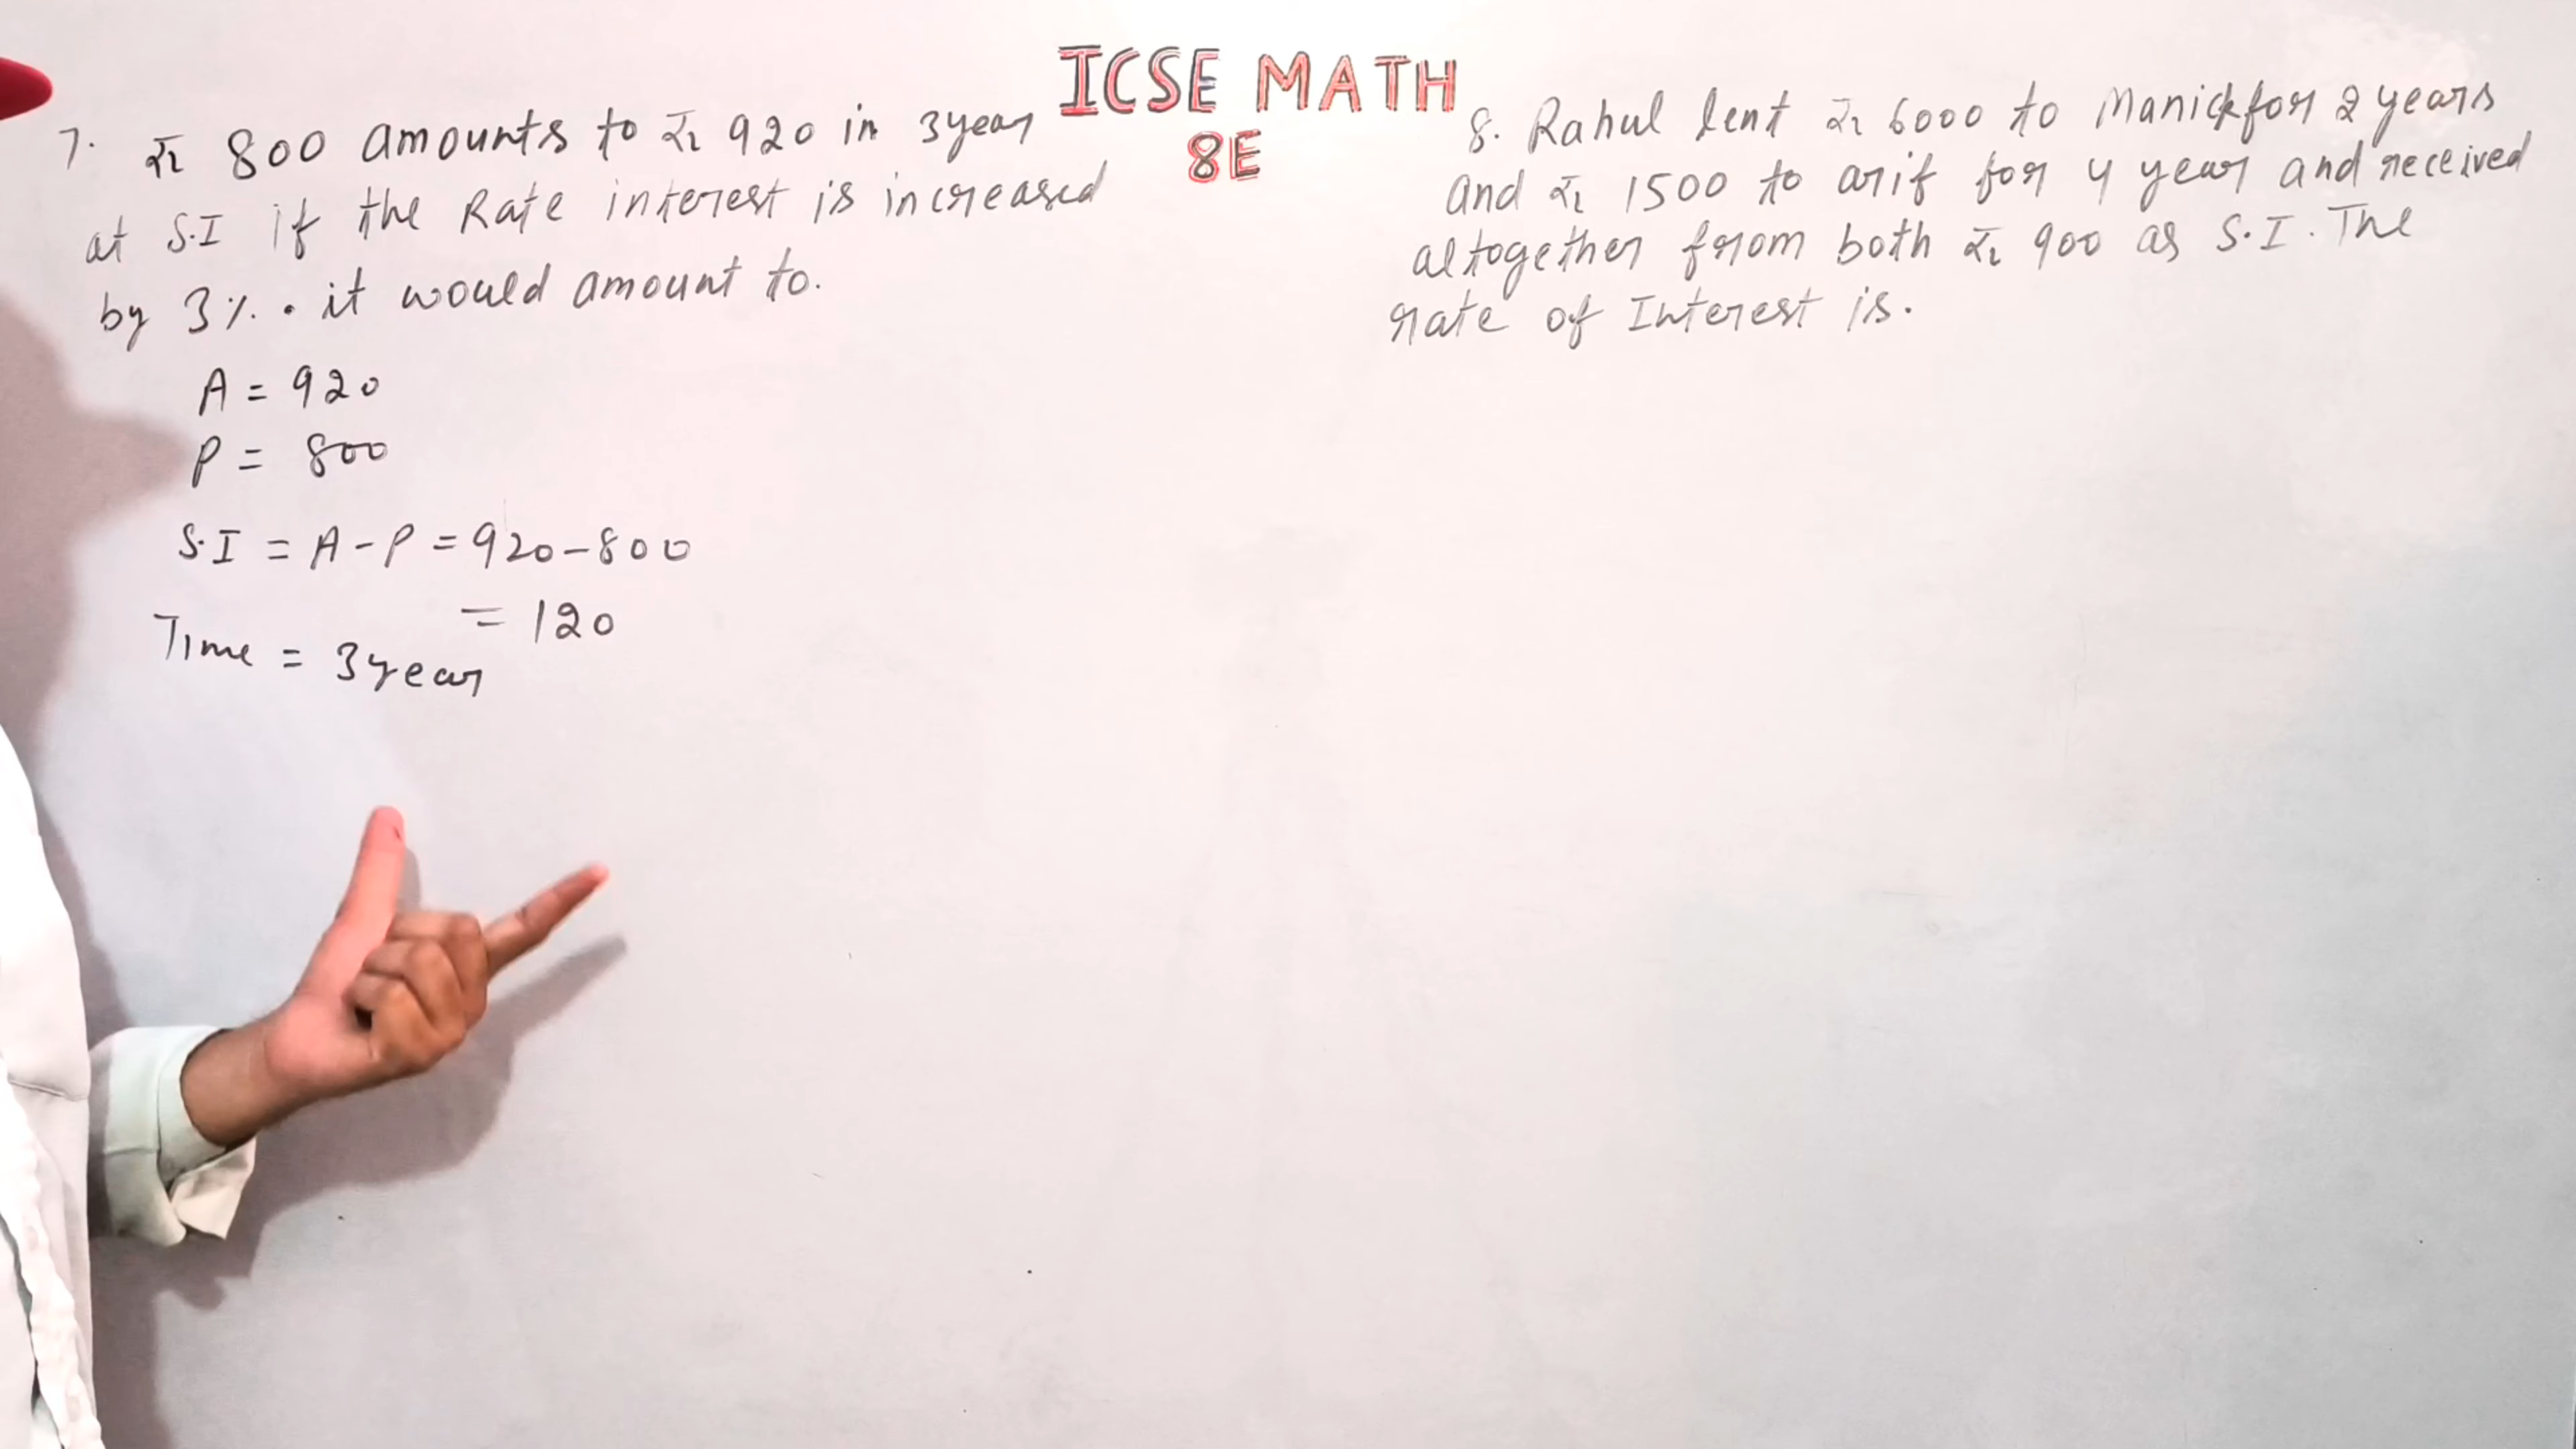 ICSE MATH
8E
7. रु 800 amounts to रु 920 in 3year
at S.I if the Rate interest is increased
by 3%. it would amount to.
A = 920
P = 800
S.I = A - P = 920 - 800
= 120
Time = 3year
8. Rahul lent रु 6000 to Manick for 2 years
and रु 1500 to arif for 4 year and received
altogether from both रु 900 as S.I. The
rate of Interest is.